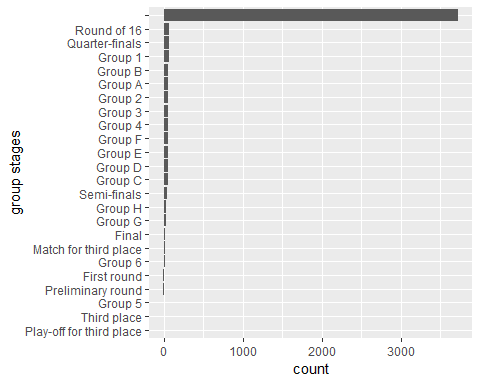 Round of 16
Quarter-finals
Group 1
Group B
Group A
Group 2
Group 3
Group 4
Group F
Group E
Group D
Group C
Semi-finals
Group H
Group G
Final
Match for third place
Group 6
First round
Preliminary round
Group 5
Third place
Play-off for third place
group stages
0 1000 2000 3000
count